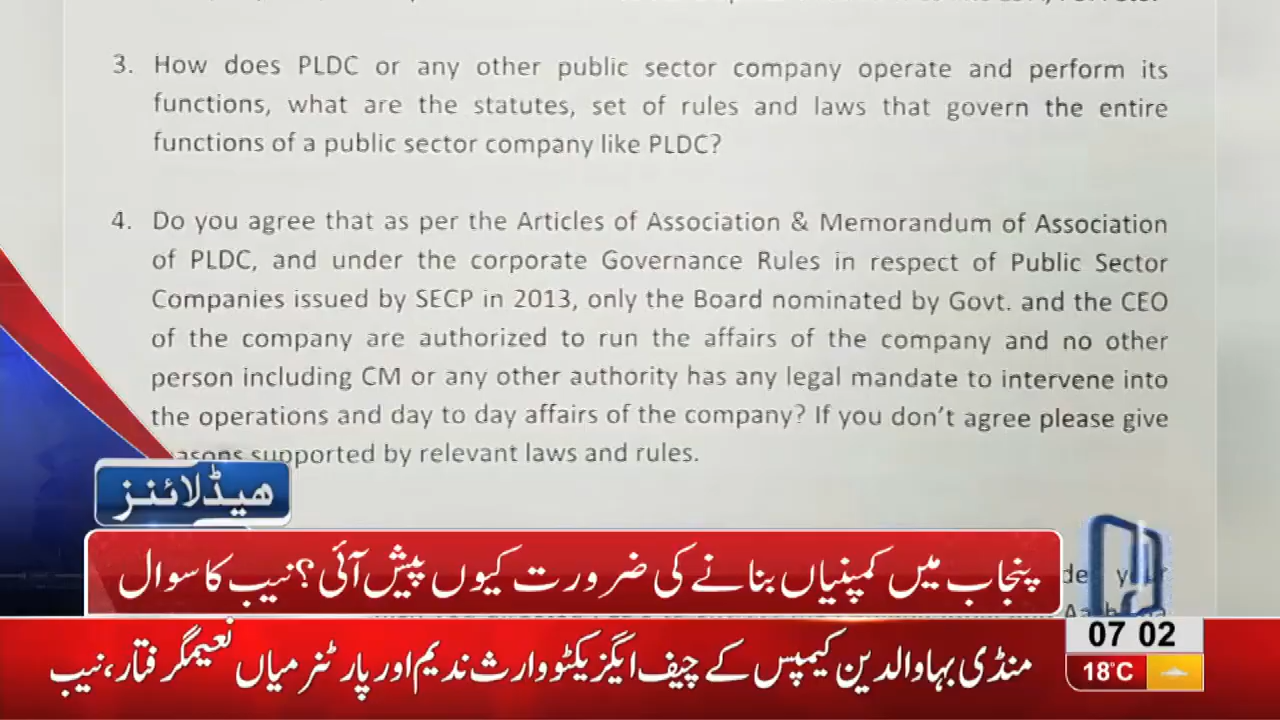 3. How does PLDC or any other public sector company operate and perform its
functions, what are the statutes, set of rules and laws that govern the entire
functions of a public sector company like PLDC?
4. Do you agree that as per the Articles of Association & Memorandum of Association
of PLDC, and under the corporate Governance Rules in respect of Public Sector
Companies issued by SECP in 2013, only the Board nominated by Govt. and the CEO
of the company are authorized to run the affairs of the company and no other
person including CM or any other authority has any legal mandate to intervene into
the operations and day to day affairs of the company? If you don't agree please give
supported by relevant laws and rules.
ھیڈلائنز
پنجاب میں کمپنیاں بنانے کی ضرورت کیوں پیش آئی؟ نیب کا سوال
منڈی بہاوالدین کیمپس کے چیف ایگزیکٹو وارث ندیم اور پارٹنر میاں نعیم گرفتار، نیب
07 02
18°C